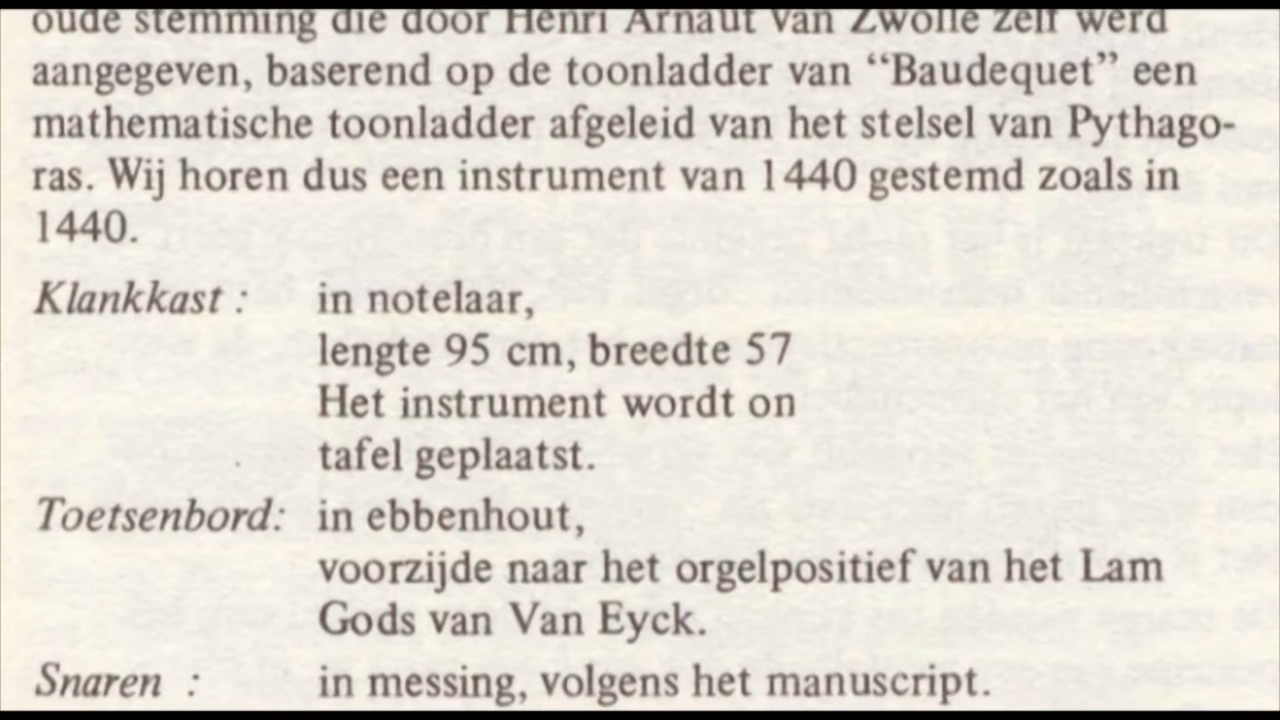 oude stemming die door Henri Arnaut van Zwolle zelf werd
aangegeven, baserend op de toonladder van “Baudequet” een
mathematische toonladder afgeleid van het stelsel van Pythago-
ras. Wij horen dus een instrument van 1440 gestemd zoals in
1440.
Klankkast : in notelaar,
lengte 95 cm, breedte 57
Het instrument wordt on
tafel geplaatst.
Toetsenbord: in ebbenhout,
voorzijde naar het orgelpositief van het Lam
Gods van Van Eyck.
Snaren : in messing, volgens het manuscript.